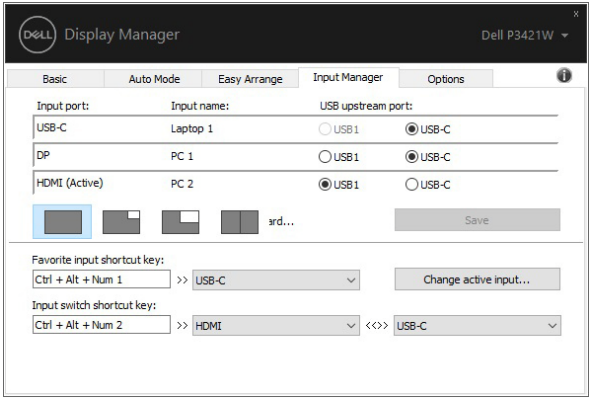 x
DELL Display Manager Dell P3421W
Basic Auto Mode Easy Arrange Input Manager Options
Input port: Input name: USB upstream port:
USB-C Laptop 1 USB1 USB-C
DP PC 1 USB1 USB-C
HDMI (Active) PC 2 USB1 USB-C
ard... Save
Favorite input shortcut key:
Ctrl + Alt + Num 1 >> USB-C Change active input...
Input switch shortcut key:
Ctrl + Alt + Num 2 >> HDMI <<>> USB-C